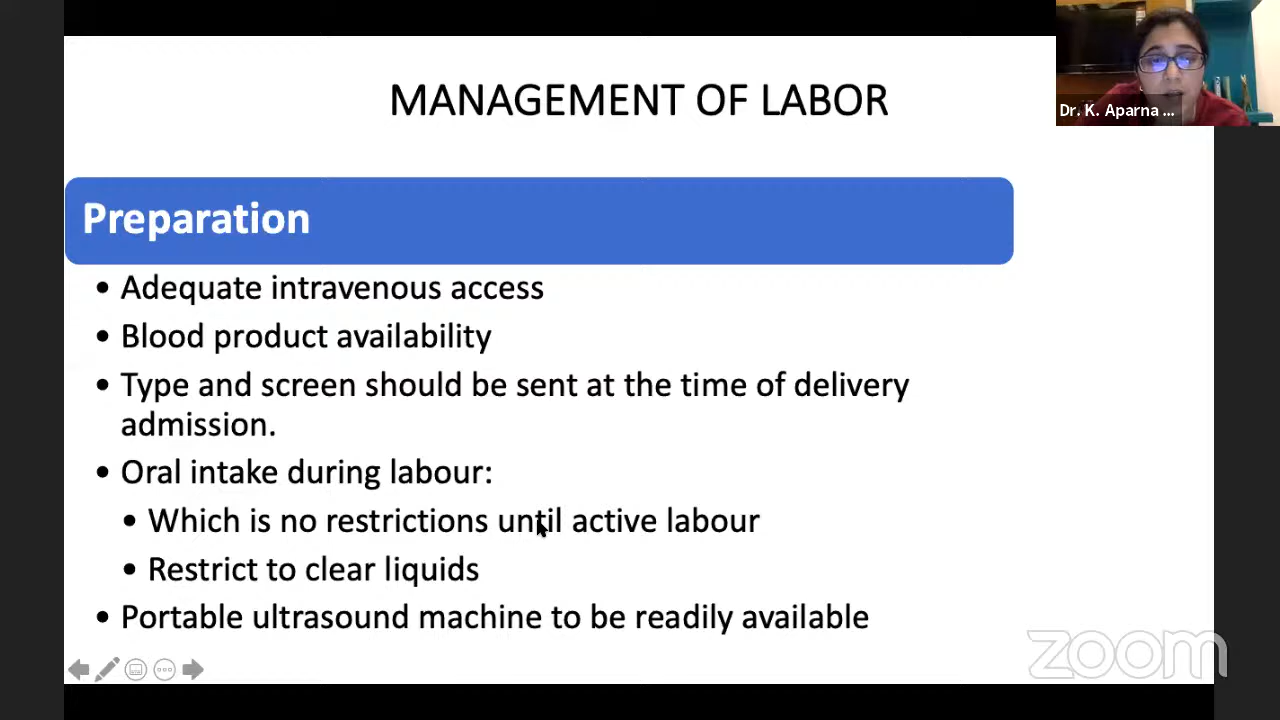 MANAGEMENT OF LABOR
Dr. K. Aparna ...
Preparation
• Adequate intravenous access
• Blood product availability
• Type and screen should be sent at the time of delivery
admission.
• Oral intake during labour:
• Which is no restrictions until active labour
• Restrict to clear liquids
• Portable ultrasound machine to be readily available
zoom